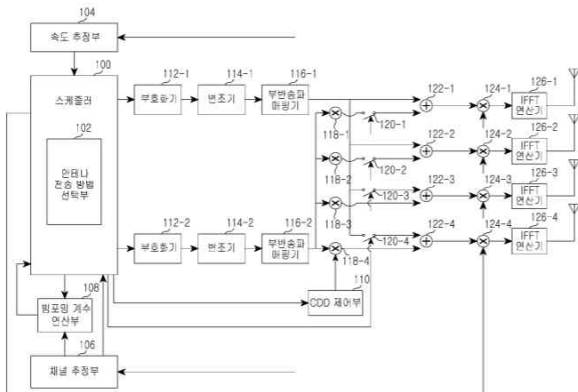 104
속도 추정부
100
스케쥴러
102
안테나
전송 방법
선택부
112-1
부호화기
114-1
변조기
116-1
부반송파
매핑기
118-1
118-2
118-3
118-4
120-1
120-2
120-3
120-4
122-1
122-2
122-3
122-4
124-1
124-2
124-3
124-4
126-1
IFFT
연산기
126-2
IFFT
연산기
126-3
IFFT
연산기
126-4
IFFT
연산기
112-2
부호화기
114-2
변조기
116-2
부반송파
매핑기
110
CDD 제어부
108
빔포밍 계수
연산부
106
채널 추정부